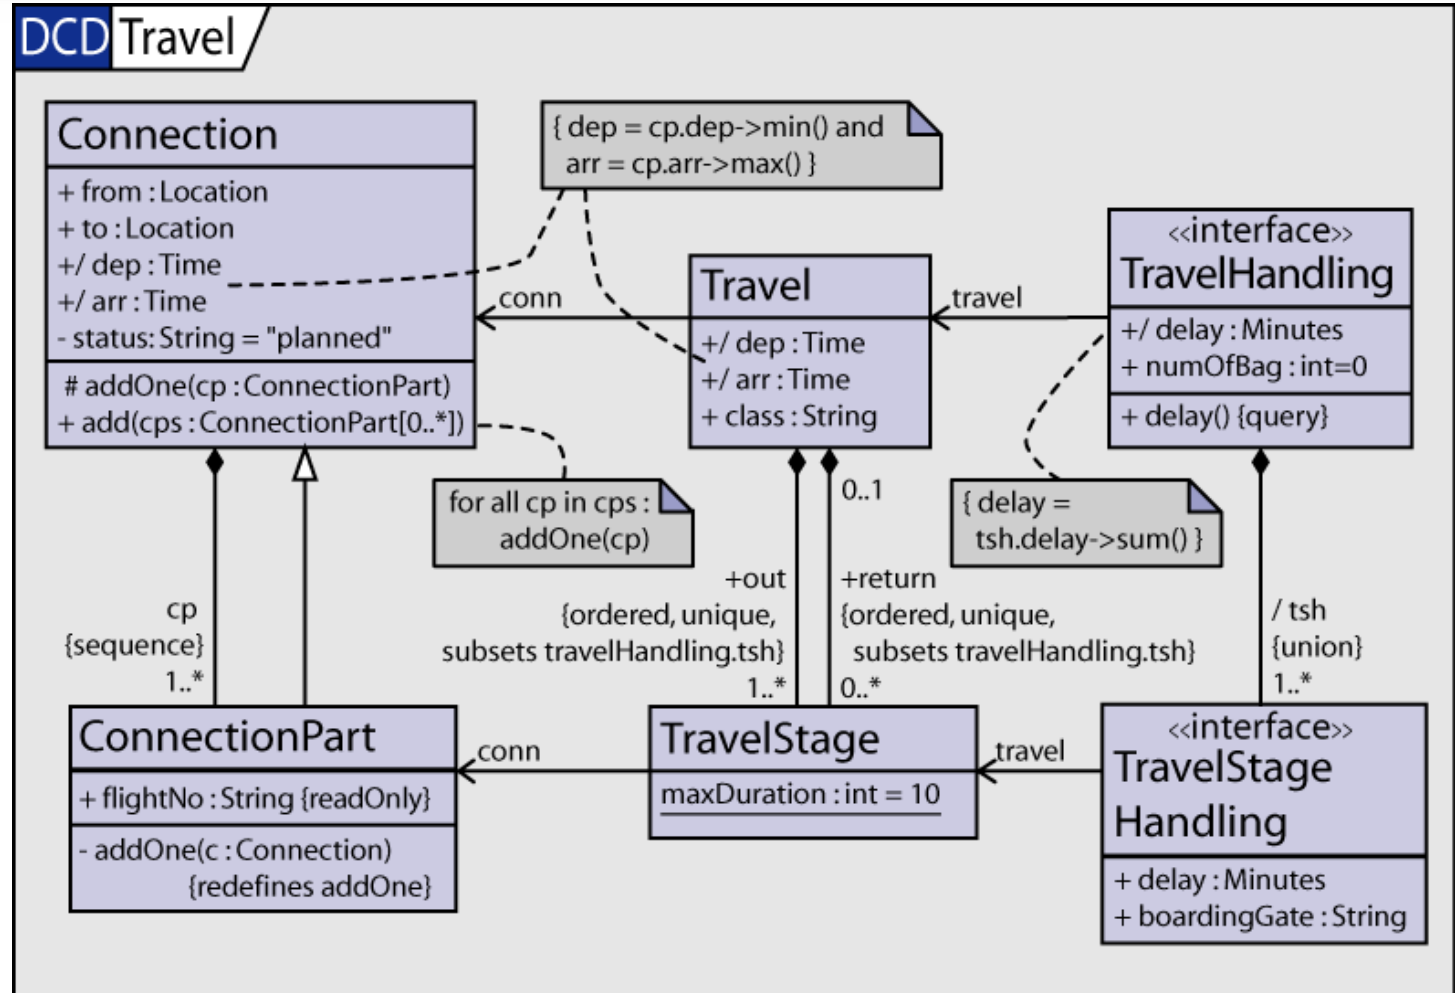 DCD Travel
Connection
+ from : Location
+ to : Location
+/ dep : Time
+/ arr : Time
- status: String = "planned"
# addOne(cp : ConnectionPart)
+ add(cps : ConnectionPart[0..*])
{ dep = cp.dep->min() and
arr = cp.arr->max() }
conn
Travel
+/ dep : Time
+/ arr : Time
+ class : String
travel
<<interface>>
TravelHandling
+/ delay : Minutes
+ numOfBag : int=0
+ delay() {query}
for all cp in cps :
addOne(cp)
0..1
{ delay =
tsh.delay->sum() }
cp
{sequence}
1..*
+out
{ordered, unique,
subsets travelHandling.tsh}
1..*
+return
{ordered, unique,
subsets travelHandling.tsh}
0..*
/ tsh
{union}
1..*
ConnectionPart
+ flightNo : String {readOnly}
- addOne(c : Connection)
{redefines addOne}
conn
TravelStage
maxDuration : int = 10
travel
<<interface>>
TravelStage
Handling
+ delay : Minutes
+ boardingGate : String